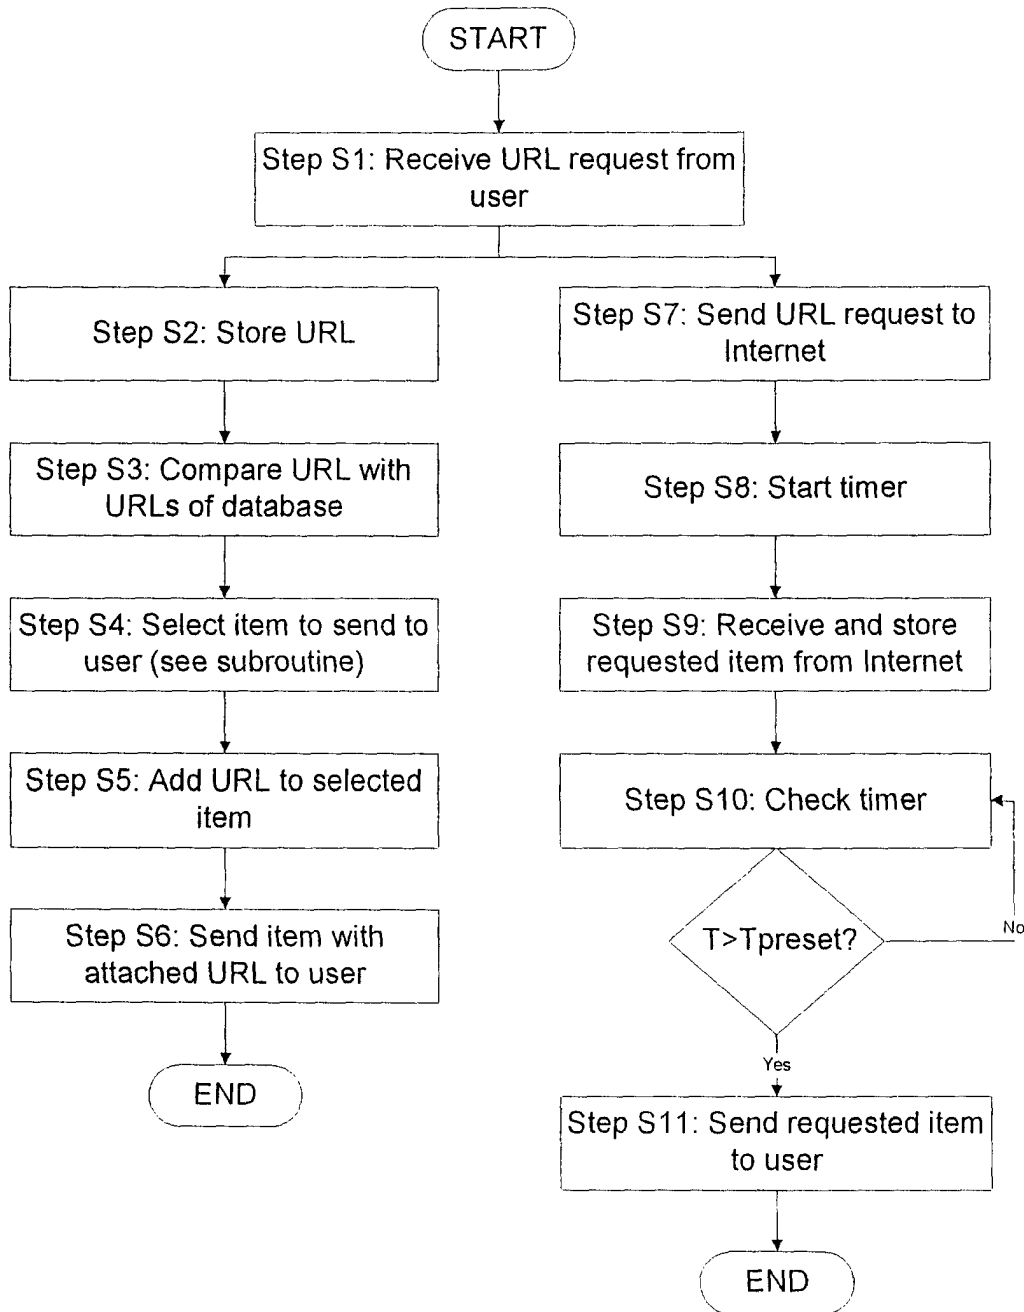 START
Step S1: Receive URL request from
user
Step S2: Store URL
Step S3: Compare URL with
URLs of database
Step S4: Select item to send to
user (see subroutine)
Step S5: Add URL to selected
item
Step S6: Send item with
attached URL to user
END
Step S7: Send URL request to
Internet
Step S8: Start timer
Step S9: Receive and store
requested item from Internet
Step S10: Check timer
T>Tpreset?
No
Yes
Step S11: Send requested item
to user
END